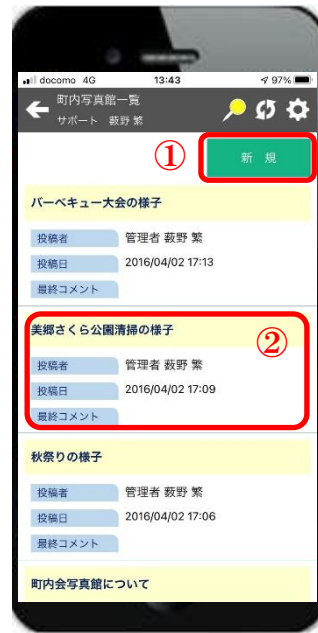 docomo 4G 13:43 97%
町内写真館一覧
サポート 薮野 繁
① 新 規
バーベキュー大会の様子
投稿者 管理者 薮野 繁
投稿日 2016/04/02 17:13
最終コメント
美郷さくら公園清掃の様子
②
投稿者 管理者 薮野 繁
投稿日 2016/04/02 17:09
最終コメント
秋祭りの様子
投稿者 管理者 薮野 繁
投稿日 2016/04/02 17:06
最終コメント
町内会写真館について